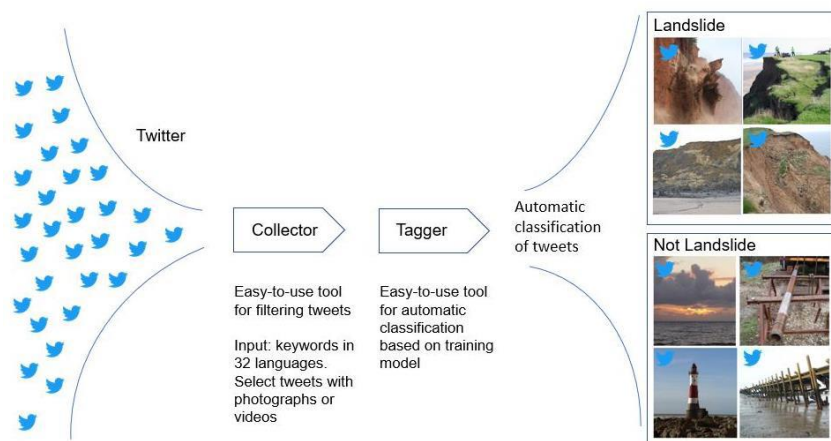 Twitter
Collector
Easy-to-use tool
for filtering tweets
Input: keywords in
32 languages.
Select tweets with
photographs or
videos
Tagger
Easy-to-use tool
for automatic
classification
based on training
model
Automatic
classification
of tweets
Landslide
Not Landslide